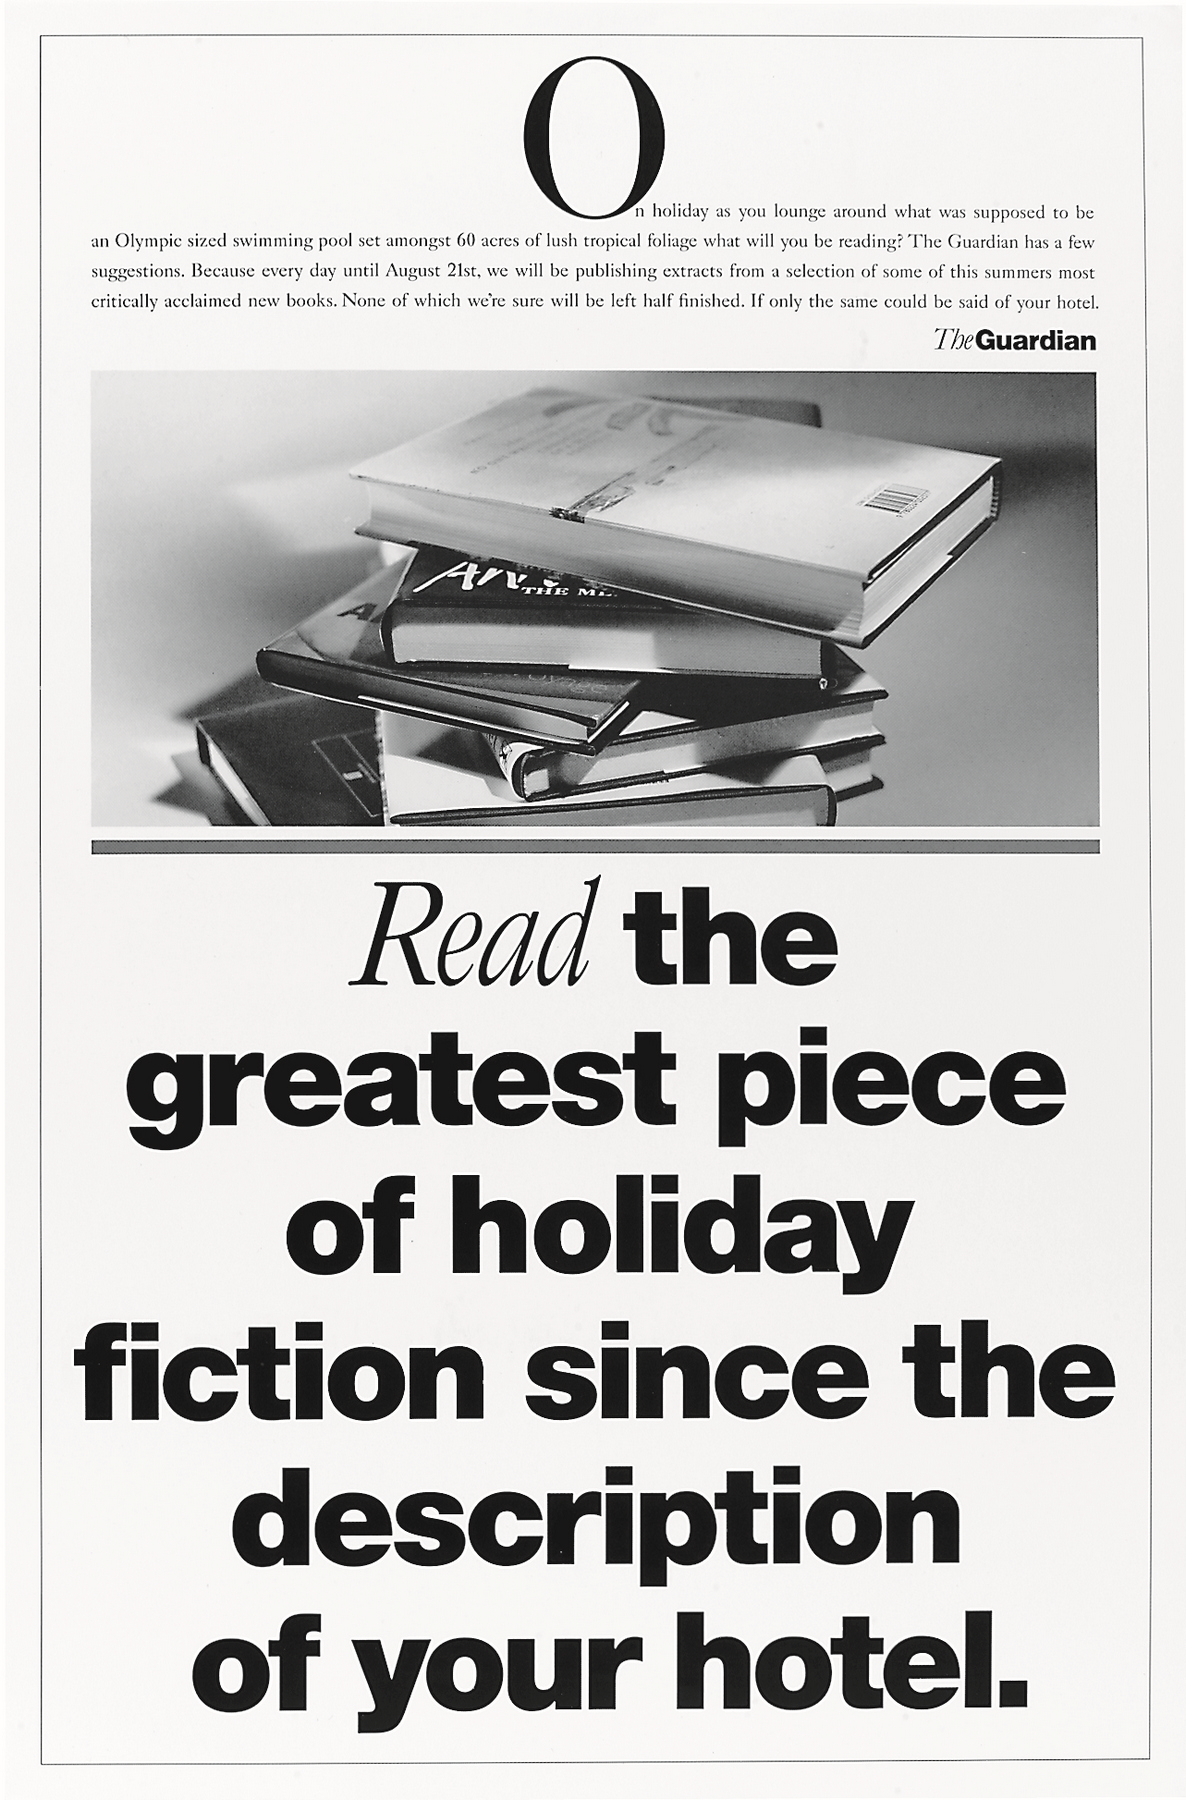 On holiday as you lounge around what was supposed to be
an Olympic sized swimming pool set amongst 60 acres of lush tropical foliage what will you be reading? The Guardian has a few
suggestions. Because every day until August 21st, we will be publishing extracts from a selection of some of this summers most
critically acclaimed new books. None of which we're sure will be left half finished. If only the same could be said of your hotel.
The Guardian
THE
Read the
greatest piece
of holiday
fiction since the
description
of your hotel.